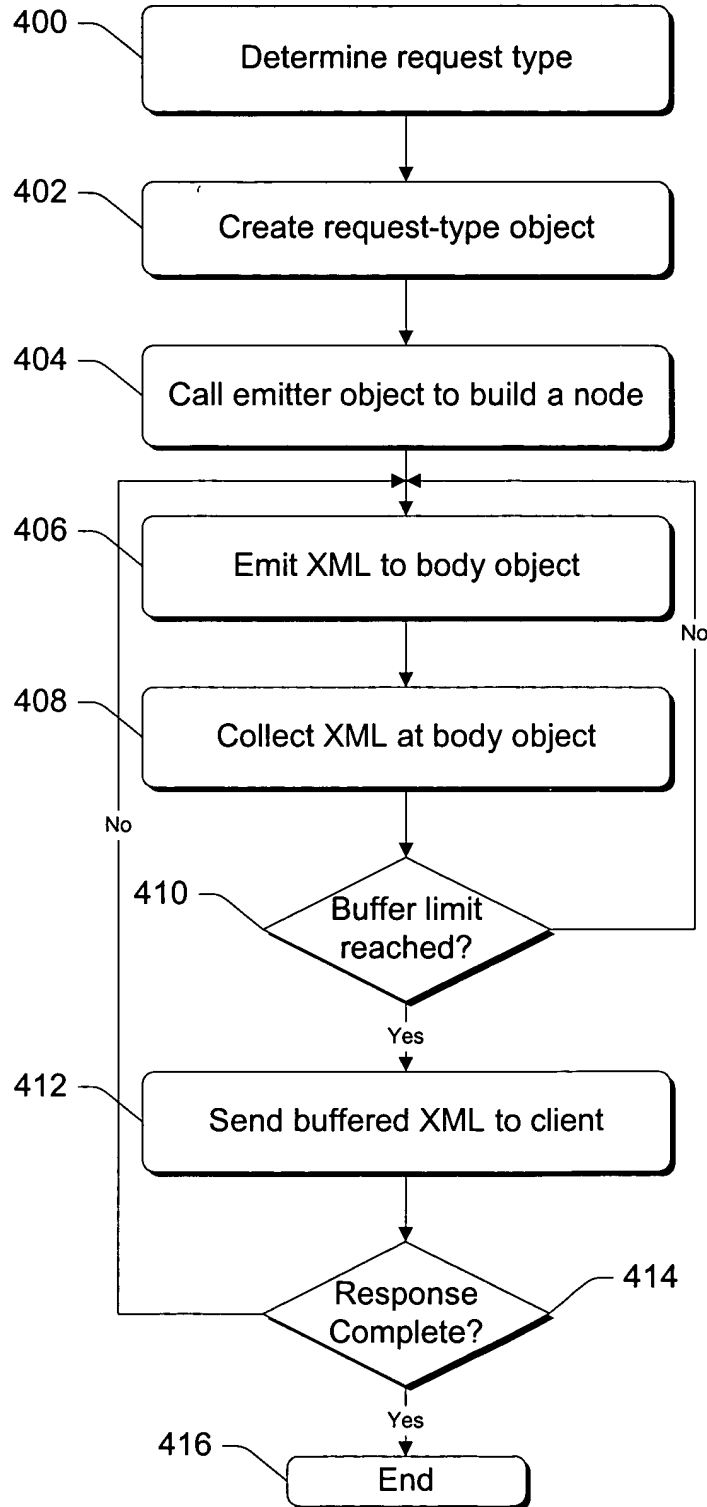 400
Determine request type
402
Create request-type object
404
Call emitter object to build a node
406
Emit XML to body object
No
408
Collect XML at body object
No
410
Buffer limit
reached?
Yes
412
Send buffered XML to client
414
Response
Complete?
Yes
416
End